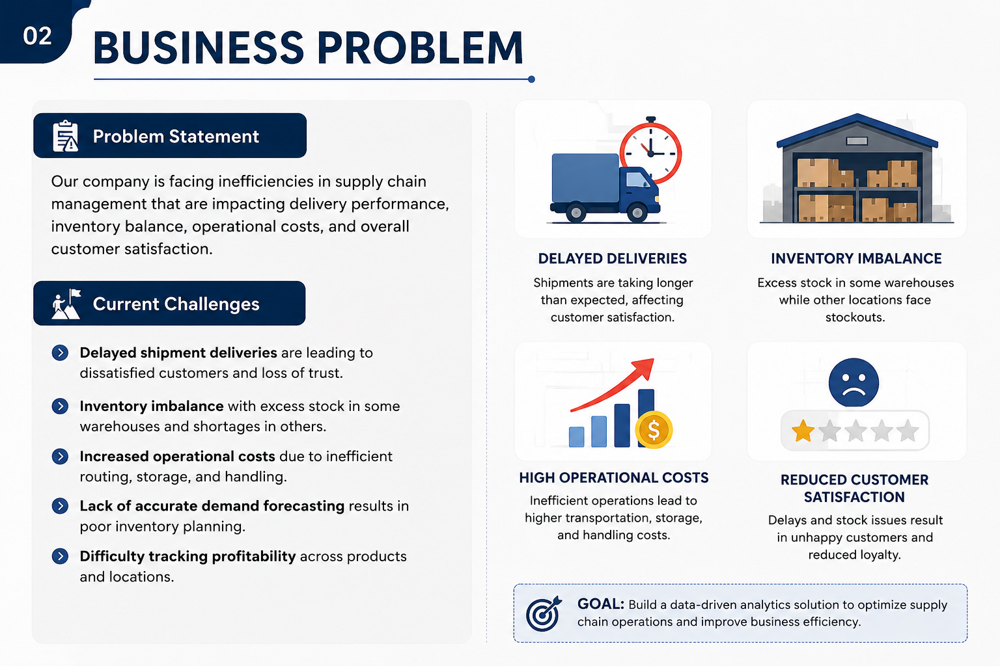 02
BUSINESS PROBLEM
Problem Statement
Our company is facing inefficiencies in supply chain
management that are impacting delivery performance,
inventory balance, operational costs, and overall
customer satisfaction.
Current Challenges
Delayed shipment deliveries are leading to
dissatisfied customers and loss of trust.
Inventory imbalance with excess stock in some
warehouses and shortages in others.
Increased operational costs due to inefficient
routing, storage, and handling.
Lack of accurate demand forecasting results in
poor inventory planning.
Difficulty tracking profitability across products
and locations.
DELAYED DELIVERIES
Shipments are taking longer
than expected, affecting
customer satisfaction.
INVENTORY IMBALANCE
Excess stock in some warehouses
while other locations face
stockouts.
$
HIGH OPERATIONAL COSTS
Inefficient operations lead to
higher transportation, storage,
and handling costs.
REDUCED CUSTOMER
SATISFACTION
Delays and stock issues result
in unhappy customers and
reduced loyalty.
GOAL: Build a data-driven analytics solution to optimize supply
chain operations and improve business efficiency.